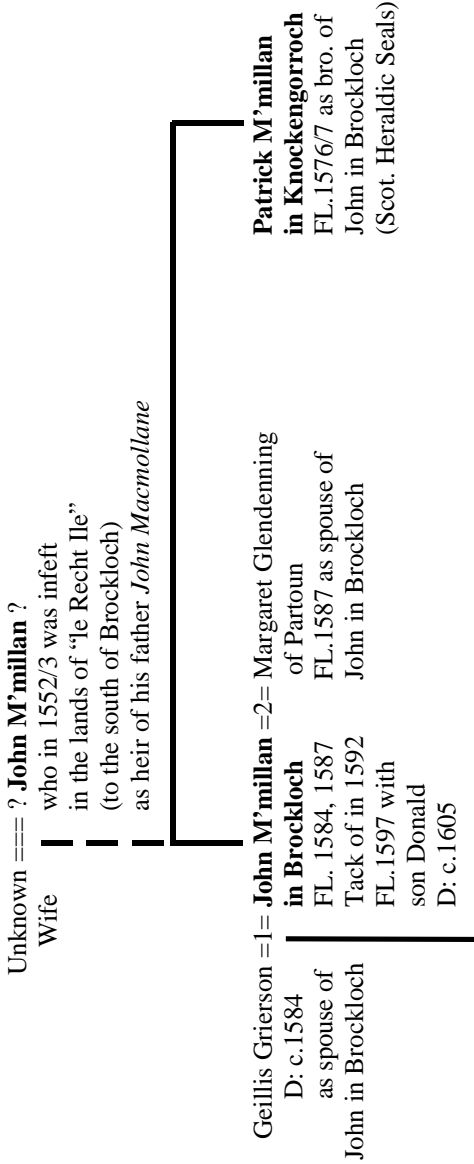 Unknown === ? John M’millan ?
Wife
who in 1552/3 was infeft
in the lands of “le Recht Ile”
(to the south of Brockloch)
as heir of his father John Macmollane
Geillis Grierson =1= John M’millan =2= Margaret Glendenning
D: c.1584
as spouse of
John in Brockloch
in Brockloch
FL. 1584, 1587
Tack of in 1592
FL.1597 with
son Donald
D: c.1605
of Partoun
FL.1587 as spouse of
John in Brockloch
Patrick M’millan
in Knockengorroch
FL.1576/7 as bro. of
John in Brockloch
(Scot. Heraldic Seals)